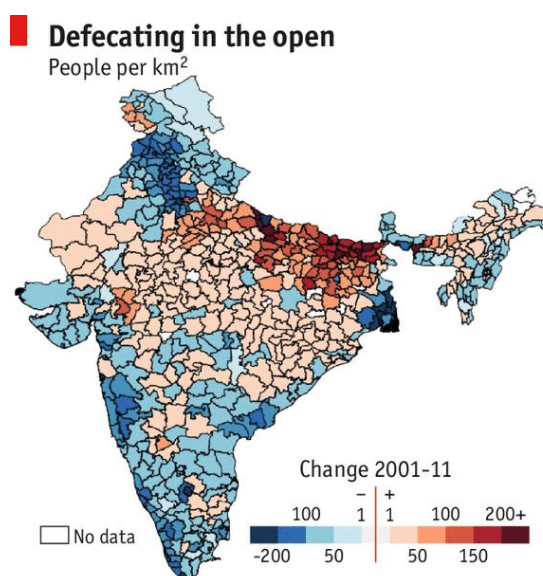 Defecating in the open
People per km²
Change 2001-11
− +
100 1 1 100 200+
-200 50 50 150
No data